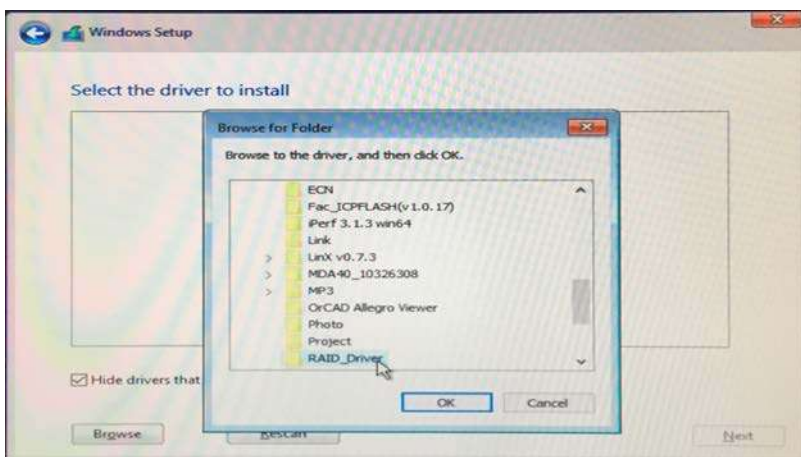 Windows Setup
Select the driver to install
Browse for Folder
Browse to the driver, and then click OK.
ECN
Fac_ICPFLASH(v1.0.17)
iPerf 3.1.3 win64
Link
LinX v0.7.3
MDA40_10326308
MP3
OrCAD Allegro Viewer
Photo
Project
RAID_Driver
Hide drivers that
OK Cancel
Browse Rescan Next